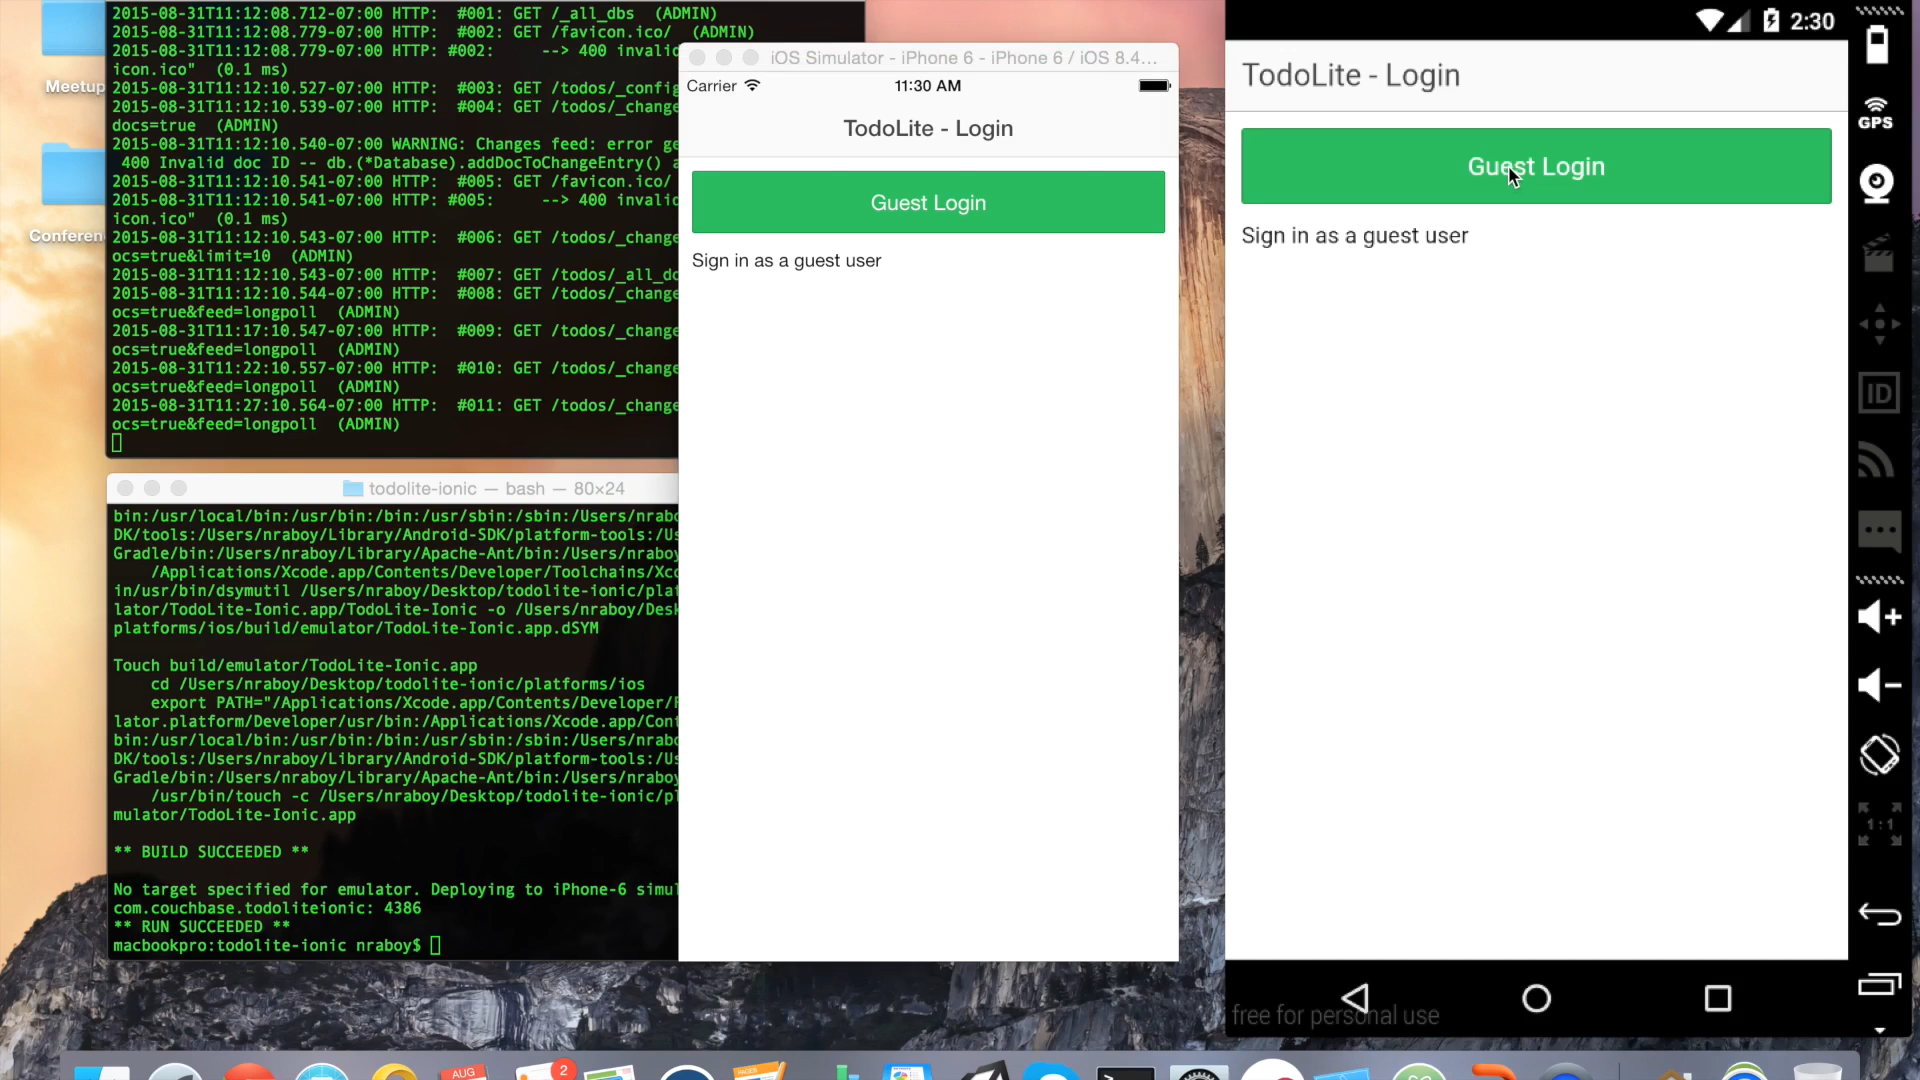 Meetup
Conferen
2015-08-31T11:12:08.712-07:00 HTTP:  #001: GET /_all_dbs  (ADMIN)
2015-08-31T11:12:08.779-07:00 HTTP:  #002: GET /favicon.ico/  (ADMIN)
2015-08-31T11:12:08.779-07:00 HTTP: #002:     --> 400 invalid
icon.ico"  (0.1 ms)
2015-08-31T11:12:10.527-07:00 HTTP:  #003: GET /todos/_config
2015-08-31T11:12:10.539-07:00 HTTP:  #004: GET /todos/_change
docs=true  (ADMIN)
2015-08-31T11:12:10.540-07:00 WARNING: Changes feed: error ge
 400 Invalid doc ID -- db.(*Database).addDocToChangeEntry() a
2015-08-31T11:12:10.541-07:00 HTTP:  #005: GET /favicon.ico/
2015-08-31T11:12:10.541-07:00 HTTP: #005:     --> 400 invalid
icon.ico"  (0.1 ms)
2015-08-31T11:12:10.543-07:00 HTTP:  #006: GET /todos/_change
ocs=true&limit=10  (ADMIN)
2015-08-31T11:12:10.543-07:00 HTTP:  #007: GET /todos/_all_do
2015-08-31T11:12:10.544-07:00 HTTP:  #008: GET /todos/_change
ocs=true&feed=longpoll  (ADMIN)
2015-08-31T11:17:10.547-07:00 HTTP:  #009: GET /todos/_change
ocs=true&feed=longpoll  (ADMIN)
2015-08-31T11:22:10.557-07:00 HTTP:  #010: GET /todos/_change
ocs=true&feed=longpoll  (ADMIN)
2015-08-31T11:27:10.564-07:00 HTTP:  #011: GET /todos/_change
ocs=true&feed=longpoll  (ADMIN)
todolite-ionic — bash — 80×24
bin:/usr/local/bin:/usr/bin:/bin:/usr/sbin:/sbin:/Users/nrabo
DK/tools:/Users/nraboy/Library/Android-SDK/platform-tools:/Us
Gradle/bin:/Users/nraboy/Library/Apache-Ant/bin:/Users/nraboy
    /Applications/Xcode.app/Contents/Developer/Toolchains/Xco
in/usr/bin/dsymutil /Users/nraboy/Desktop/todolite-ionic/plat
lator/TodoLite-Ionic.app/TodoLite-Ionic -o /Users/nraboy/Desk
platforms/ios/build/emulator/TodoLite-Ionic.app.dSYM
Touch build/emulator/TodoLite-Ionic.app
    cd /Users/nraboy/Desktop/todolite-ionic/platforms/ios
    export PATH="/Applications/Xcode.app/Contents/Developer/P
lator.platform/Developer/usr/bin:/Applications/Xcode.app/Cont
bin:/usr/local/bin:/usr/bin:/bin:/usr/sbin:/sbin:/Users/nrabo
DK/tools:/Users/nraboy/Library/Android-SDK/platform-tools:/Us
Gradle/bin:/Users/nraboy/Library/Apache-Ant/bin:/Users/nraboy
    /usr/bin/touch -c /Users/nraboy/Desktop/todolite-ionic/pl
mulator/TodoLite-Ionic.app
** BUILD SUCCEEDED **
No target specified for emulator. Deploying to iPhone-6 simul
com.couchbase.todoliteionic: 4386
** RUN SUCCEEDED **
macbookpro:todolite-ionic nraboy$
iOS Simulator - iPhone 6 - iPhone 6 / iOS 8.4...
Carrier 11:30 AM
TodoLite - Login
Guest Login
Sign in as a guest user
2:30
TodoLite - Login
Guest Login
Sign in as a guest user
free for personal use
GPS
ID
1:1
AUG
2
PAGES